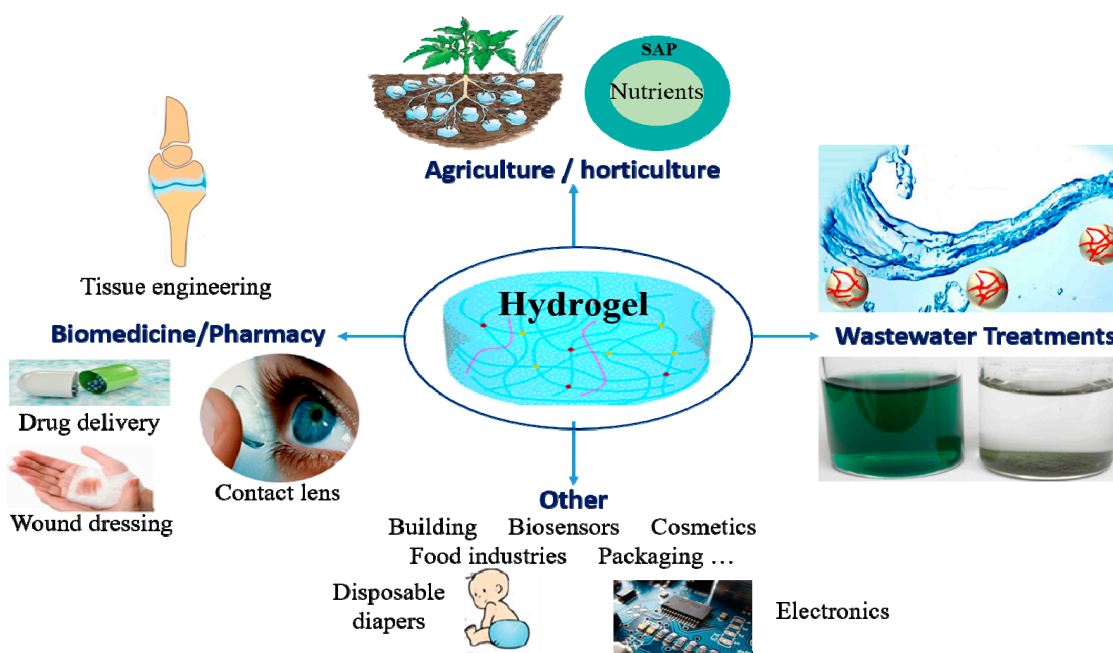 SAP
Nutrients
Agriculture / horticulture
Tissue engineering
Hydrogel
Biomedicine/Pharmacy
Wastewater Treatments
Drug delivery
Contact lens
Wound dressing
Other
Building Biosensors Cosmetics
Food industries Packaging …
Disposable
diapers
Electronics